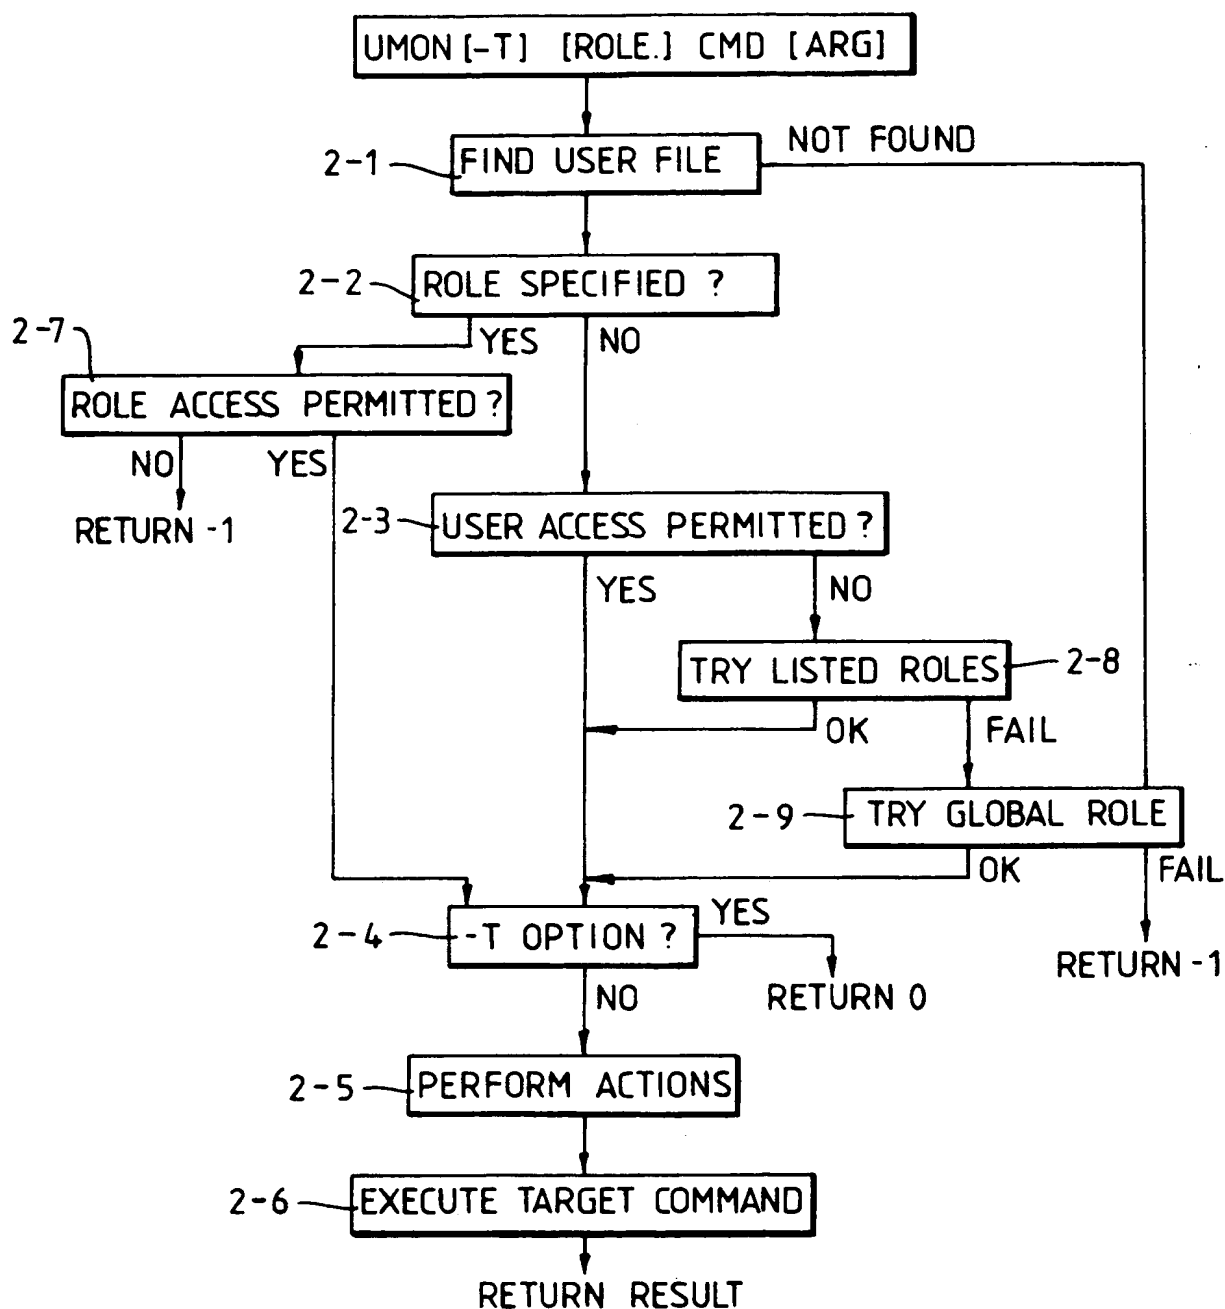 UMON [-T] [ROLE.] CMD [ARG]
NOT FOUND
2-1 FIND USER FILE
2-2 ROLE SPECIFIED ?
2-7 YES NO
ROLE ACCESS PERMITTED ?
NO YES
RETURN -1
2-3 USER ACCESS PERMITTED ?
YES NO
TRY LISTED ROLES 2-8
OK FAIL
2-9 TRY GLOBAL ROLE
OK FAIL
2-4 -T OPTION ? YES
RETURN -1
NO RETURN 0
2-5 PERFORM ACTIONS
2-6 EXECUTE TARGET COMMAND
RETURN RESULT